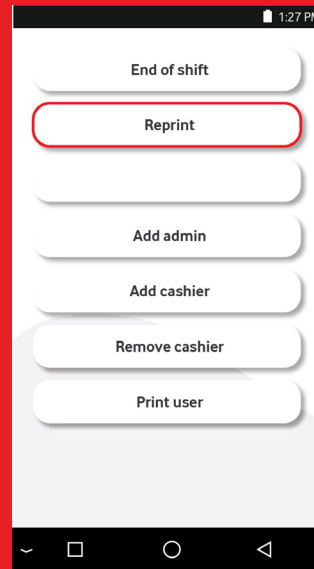 1:27 PM
End of shift
Reprint
Add admin
Add cashier
Remove cashier
Print user